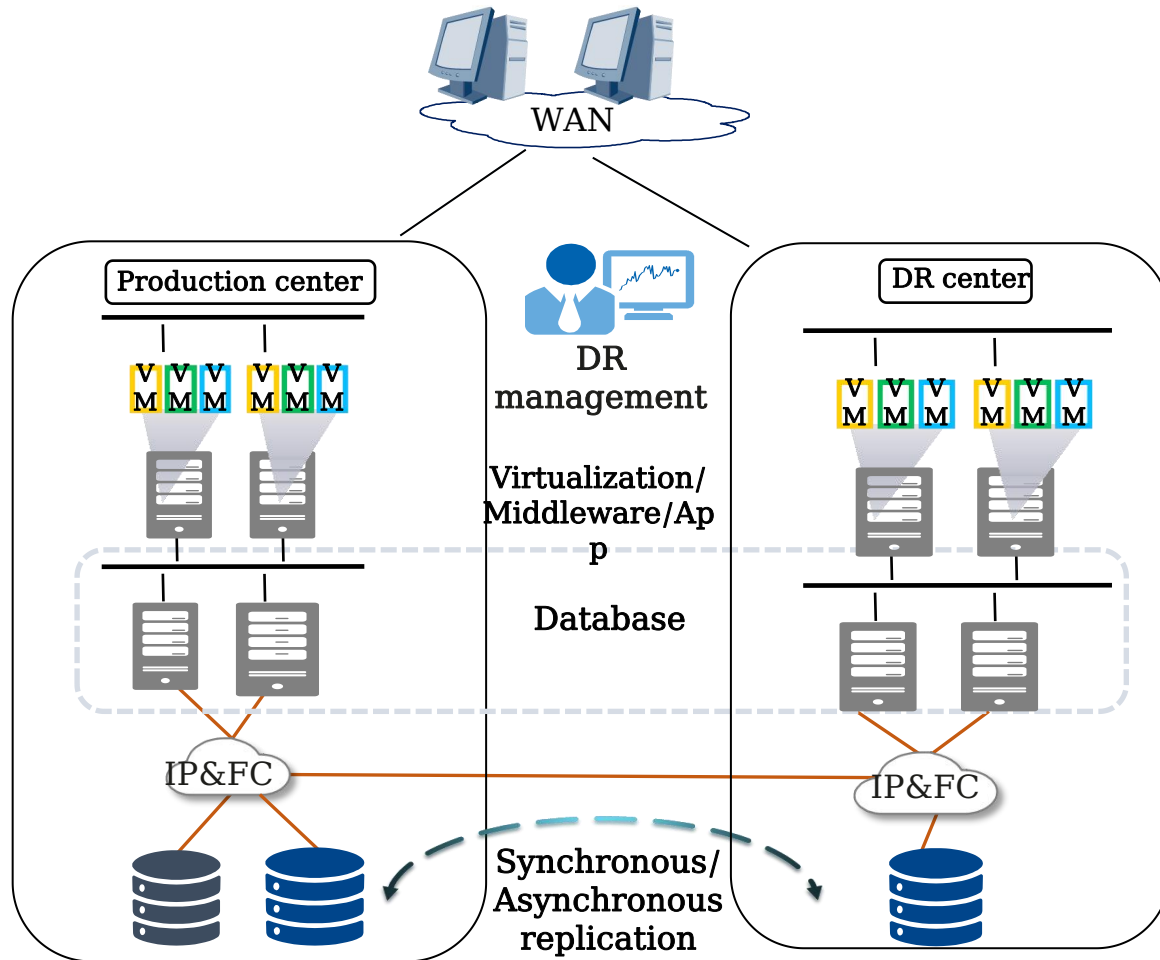 WAN
Production center
DR center
DR
management
V V V V V V
M M M M M M
V V V V V V
M M M M M M
Virtualization/
Middleware/Ap
p
Database
IP&FC
IP&FC
Synchronous/
Asynchronous
replication